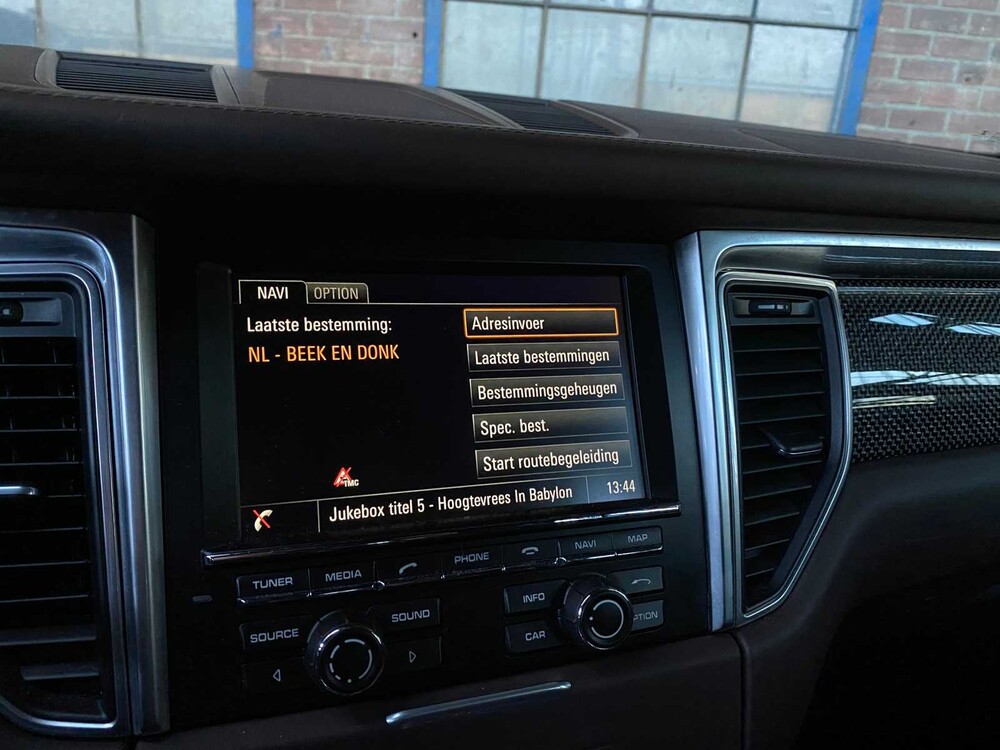 NAVI OPTION
Laatste bestemming:
NL - BEEK EN DONK
Adresinvoer
Laatste bestemmingen
Bestemmingsgeheugen
Spec. best.
Start routebegeleiding
TMC
Jukebox titel 5 - Hoogtevrees In Babylon 13:44
TUNER MEDIA PHONE NAVI MAP
SOURCE SOUND INFO
CAR OPTION